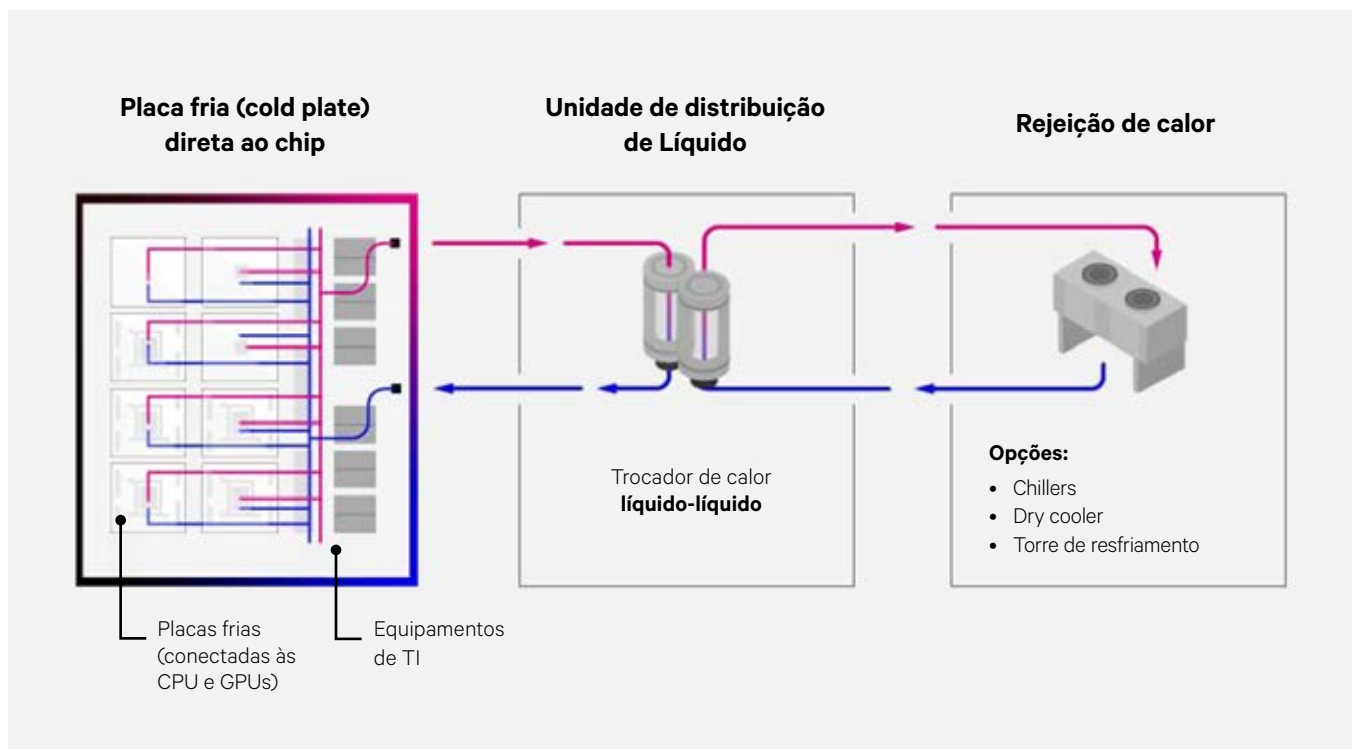 Placa fria (cold plate)
direta ao chip
Unidade de distribuição
de Líquido
Rejeição de calor
Trocador de calor
líquido-líquido
Opções:
• Chillers
• Dry cooler
• Torre de resfriamento
Placas frias
(conectadas às
CPU e GPUs)
Equipamentos
de TI